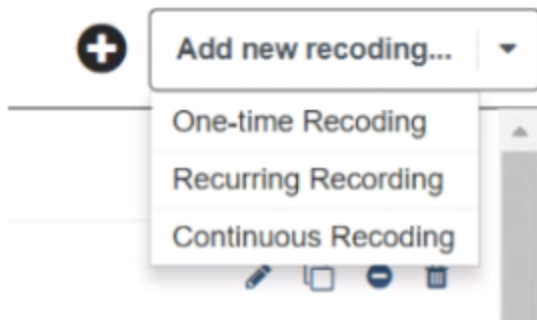 Add new recoding...
One-time Recoding
Recurring Recording
Continuous Recoding